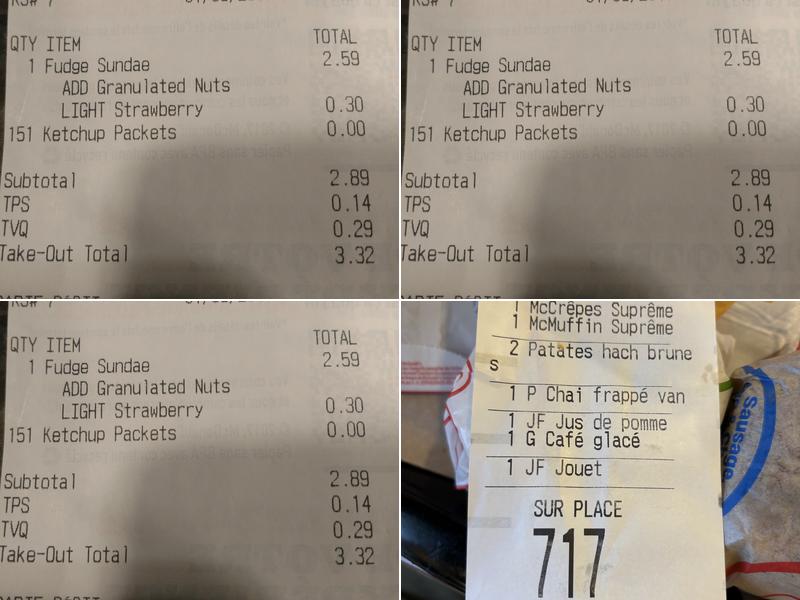 QTY ITEM TOTAL
1 Fudge Sundae 2.59
ADD Granulated Nuts
LIGHT Strawberry 0.30
151 Ketchup Packets 0.00
Subtotal 2.89
TPS 0.14
TVQ 0.29
Take-Out Total 3.32
QTY ITEM TOTAL
1 Fudge Sundae 2.59
ADD Granulated Nuts
LIGHT Strawberry 0.30
151 Ketchup Packets 0.00
Subtotal 2.89
TPS 0.14
TVQ 0.29
Take-Out Total 3.32
QTY ITEM TOTAL
1 Fudge Sundae 2.59
ADD Granulated Nuts
LIGHT Strawberry 0.30
151 Ketchup Packets 0.00
Subtotal 2.89
TPS 0.14
TVQ 0.29
Take-Out Total 3.32
1 McCrêpes Suprême
1 McMuffin Suprême
2 Patates hach brune
s
1 P Chai frappé van
1 JF Jus de pomme
1 G Café glacé
1 JF Jouet
SUR PLACE
717
Sausage